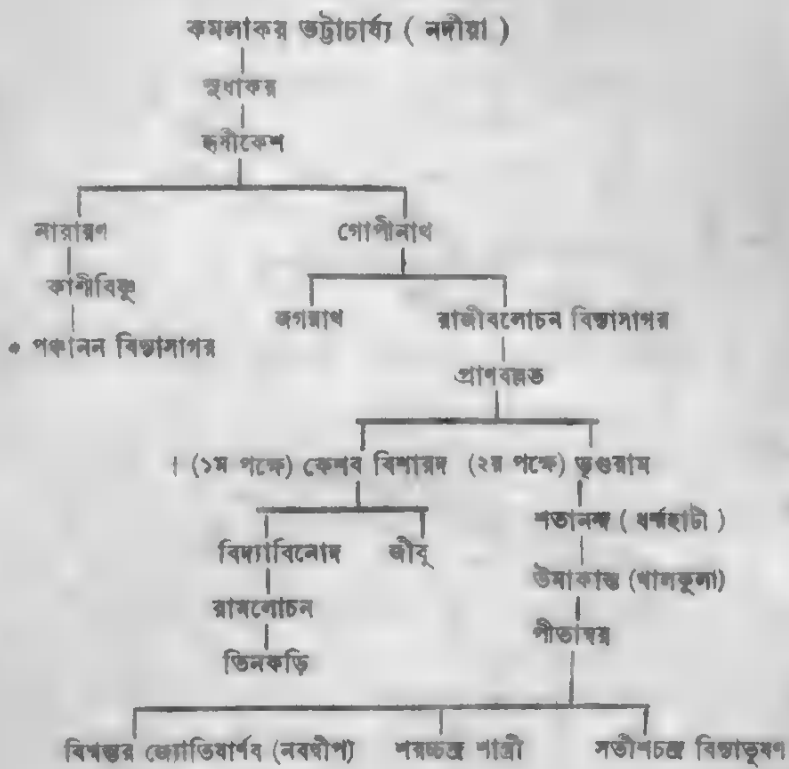 কমলাকর ভট্টাচার্য্য ( নদীয়া )
সুধাকর
হৃষীকেশ
নারায়ণ গোপীনাথ
কাশীবিষ্ণু
জগন্নাথ রাজীবলোচন বিদ্যাসাগর
* পঞ্চানন বিদ্যাসাগর
প্রাণবল্লভ
† (১ম পক্ষে) কেশব বিশারদ (২য় পক্ষে) ভৃগুরাম
শতানন্দ ( ধর্ম্মহাটী )
বিদ্যাবিনোদ জীবু
উমাকান্ত (খালকুলা)
রামলোচন
পীতাম্বর
তিনকড়ি
বিশ্বম্ভর জ্যোতিষার্ণব (নবদ্বীপ) শরচ্চন্দ্র শাস্ত্রী সতীশচন্দ্র বিদ্যাভূষণ